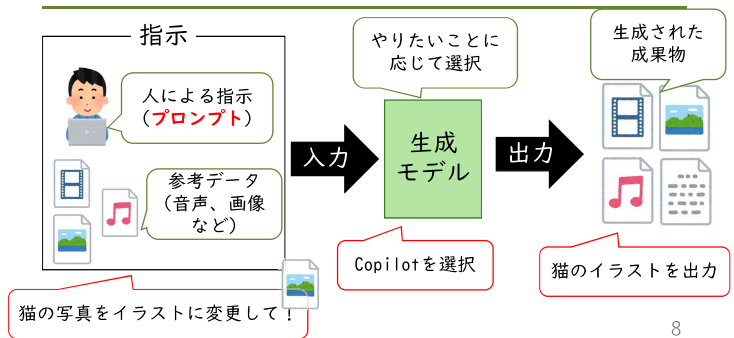 指示
人による指示
（プロンプト）
参考データ
（音声、画像
など）
猫の写真をイラストに変更して！
入力
やりたいことに
応じて選択
生成
モデル
Copilotを選択
出力
生成された
成果物
猫のイラストを出力
8